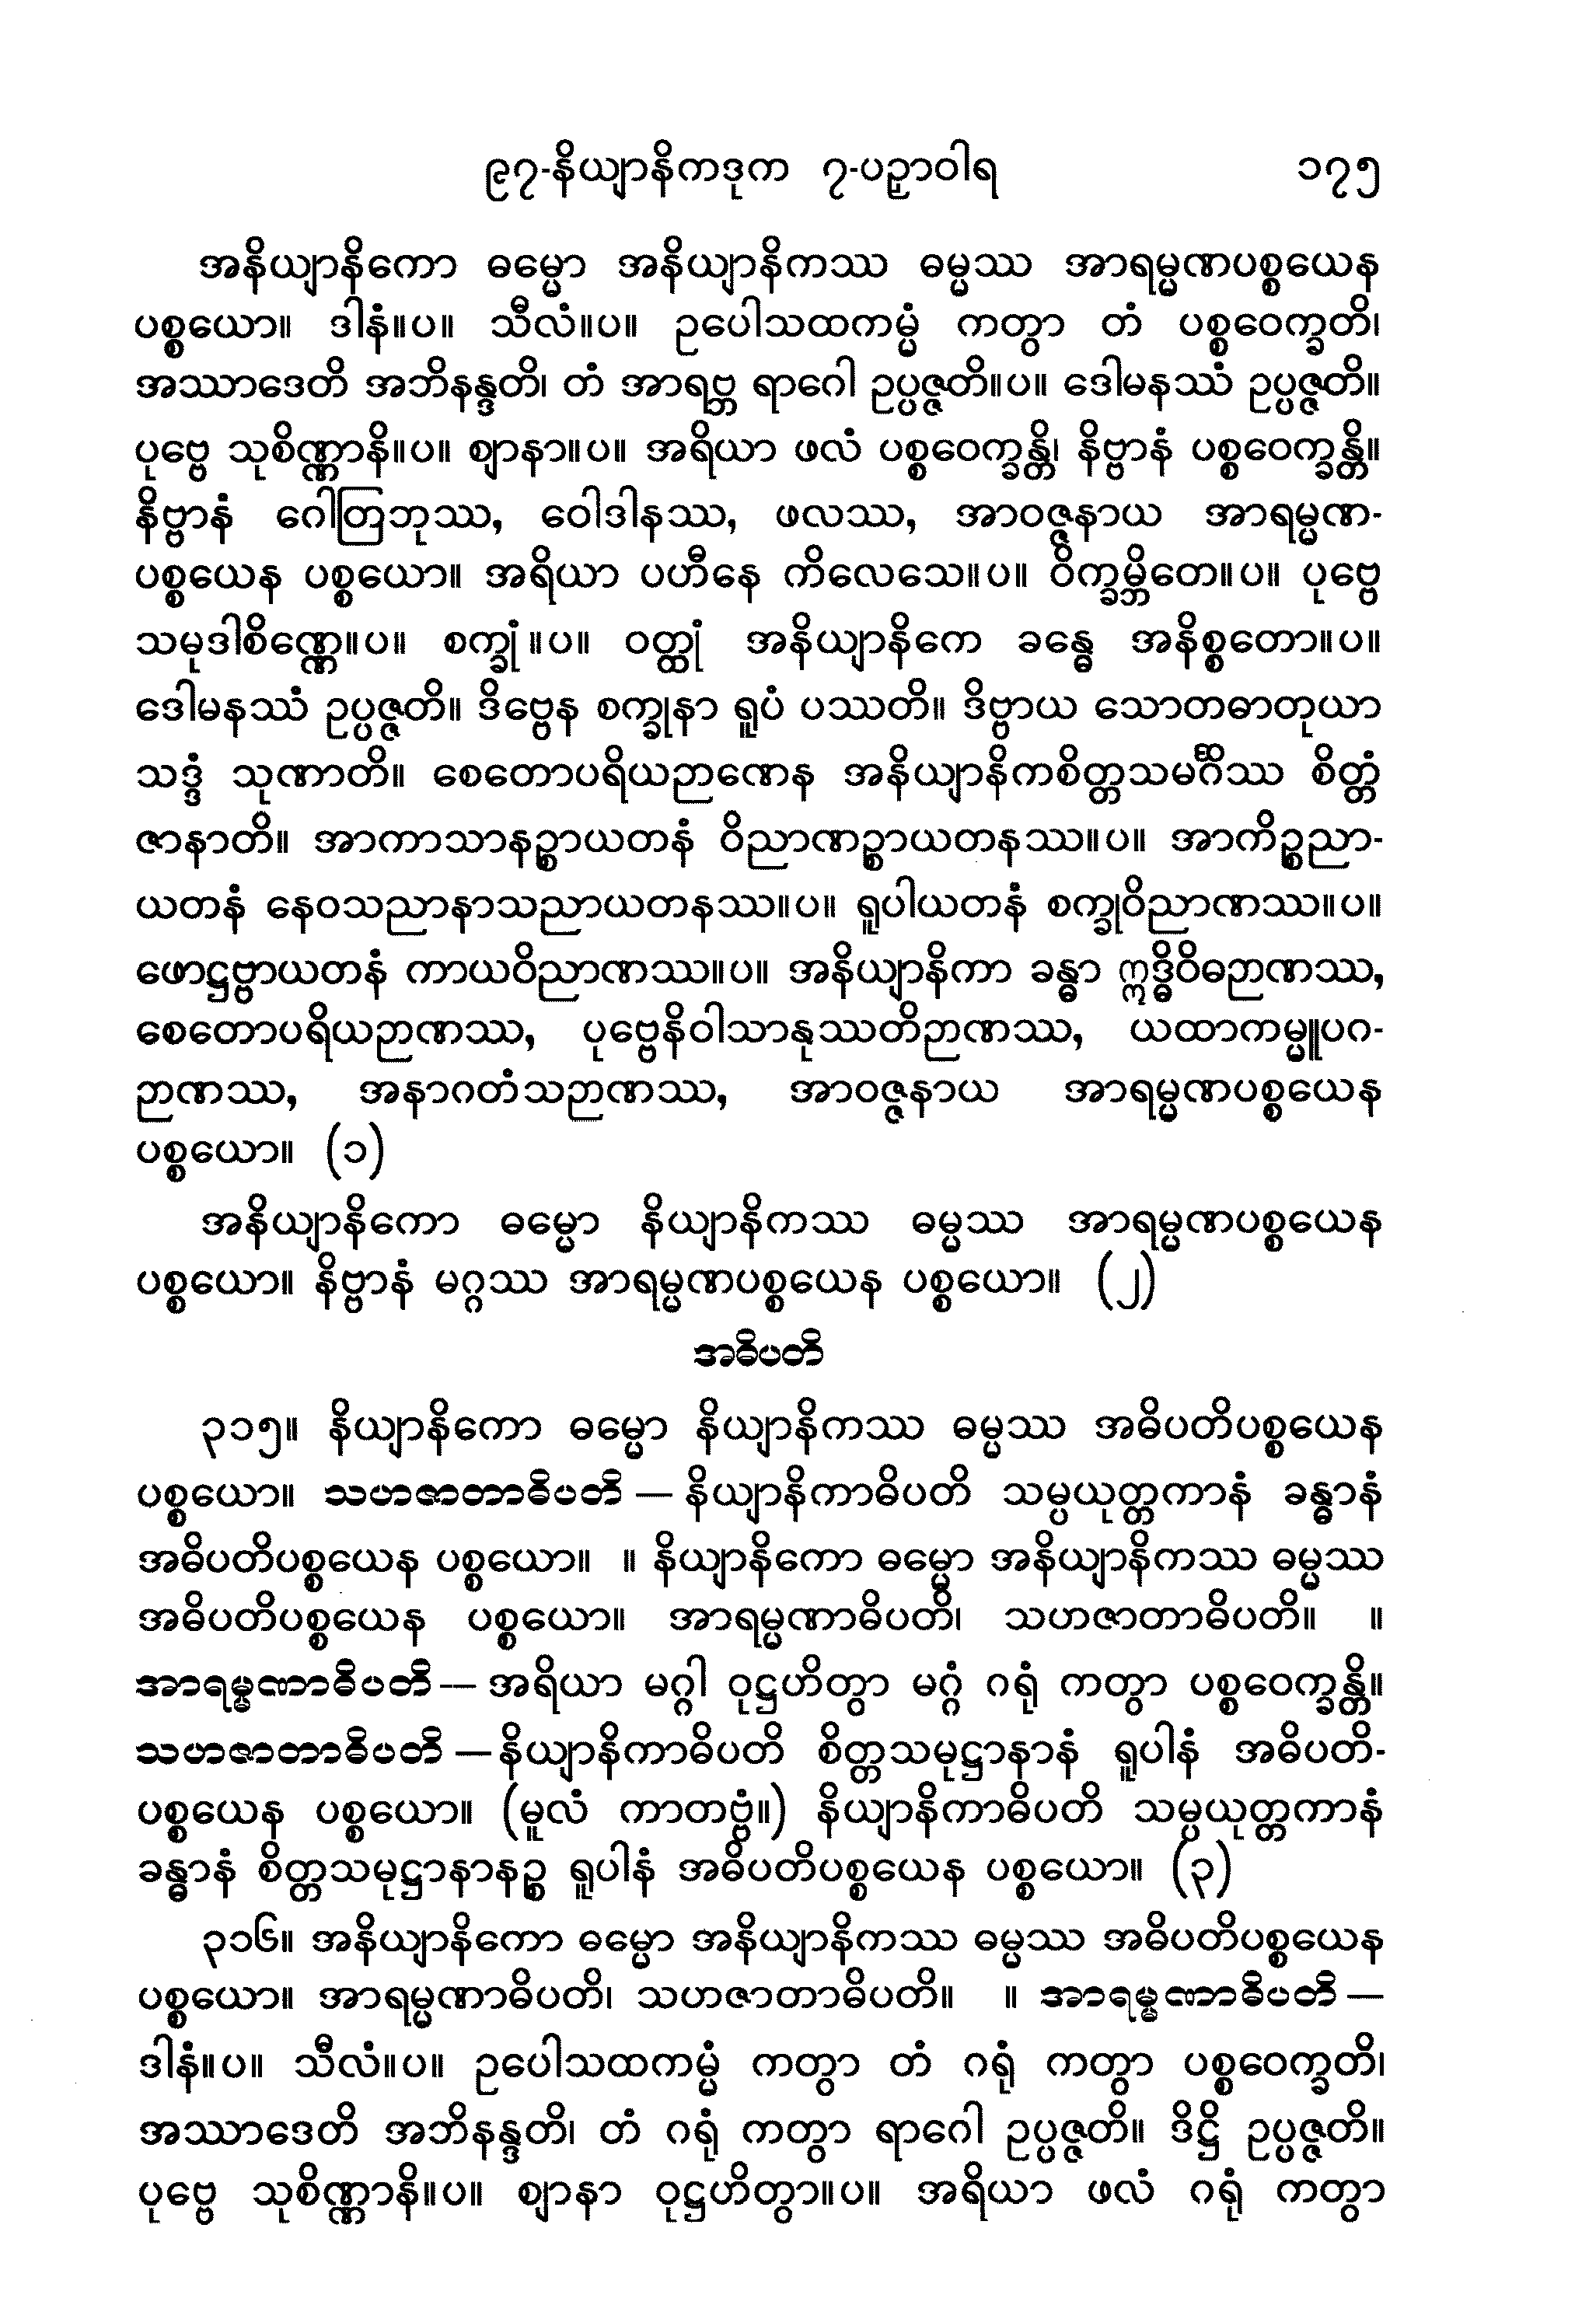 ၉၇-နိယျာနိကဒုက ၇-ပဉှာဝါရ ၁၇၅
အနိယျာနိကော ဓမ္မော အနိယျာနိကဿ ဓမ္မဿ အာရမ္မဏပစ္စယေန
ပစ္စယော။ ဒါနံ။ပ။ သီလံ။ပ။ ဥပေါသထကမ္မံ ကတွာ တံ ပစ္စဝေက္ခတိ၊
အဿာဒေတိ အဘိနန္ဒတိ၊ တံ အာရဗ္ဘ ရာဂေါ ဥပ္ပဇ္ဇတိ။ပ။ ဒေါမနဿံ ဥပ္ပဇ္ဇတိ။
ပုဗ္ဗေ သုစိဏ္ဏာနိ။ပ။ ဈာနာ။ပ။ အရိယာ ဖလံ ပစ္စဝေက္ခန္တိ၊ နိဗ္ဗာနံ ပစ္စဝေက္ခန္တိ။
နိဗ္ဗာနံ ဂေါတြဘုဿ, ဝေါဒါနဿ, ဖလဿ, အာဝဇ္ဇနာယ အာရမ္မဏ-
ပစ္စယေန ပစ္စယော။ အရိယာ ပဟီနေ ကိလေသေ။ပ။ ဝိက္ခမ္ဘိတေ။ပ။ ပုဗ္ဗေ
သမုဒါစိဏ္ဏေ။ပ။ စက္ခုံ။ပ။ ဝတ္ထုံ အနိယျာနိကေ ခန္ဓေ အနိစ္စတော။ပ။
ဒေါမနဿံ ဥပ္ပဇ္ဇတိ။ ဒိဗ္ဗေန စက္ခုနာ ရူပံ ပဿတိ။ ဒိဗ္ဗာယ သောတဓာတုယာ
သဒ္ဒံ သုဏာတိ။ စေတောပရိယဉာဏေန အနိယျာနိကစိတ္တသမင်္ဂိဿ စိတ္တံ
ဇာနာတိ။ အာကာသာနဉ္စာယတနံ ဝိညာဏဉ္စာယတနဿ။ပ။ အာကိဉ္စညာ-
ယတနံ နေဝသညာနာသညာယတနဿ။ပ။ ရူပါယတနံ စက္ခုဝိညာဏဿ။ပ။
ဖောဋ္ဌဗ္ဗာယတနံ ကာယဝိညာဏဿ။ပ။ အနိယျာနိကာ ခန္ဓာ ဣဒ္ဓိဝိဓဉာဏဿ,
စေတောပရိယဉာဏဿ, ပုဗ္ဗေနိဝါသာနုဿတိဉာဏဿ, ယထာကမ္မူပဂ-
ဉာဏဿ, အနာဂတံသဉာဏဿ, အာဝဇ္ဇနာယ အာရမ္မဏပစ္စယေန
ပစ္စယော။ (၁)
အနိယျာနိကော ဓမ္မော နိယျာနိကဿ ဓမ္မဿ အာရမ္မဏပစ္စယေန
ပစ္စယော။ နိဗ္ဗာနံ မဂ္ဂဿ အာရမ္မဏပစ္စယေန ပစ္စယော။ (၂)
အဓိပတိ
၃၁၅။ နိယျာနိကော ဓမ္မော နိယျာနိကဿ ဓမ္မဿ အဓိပတိပစ္စယေန
ပစ္စယော။ သဟဇာတာဓိပတိ — နိယျာနိကာဓိပတိ သမ္ပယုတ္တကာနံ ခန္ဓာနံ
အဓိပတိပစ္စယေန ပစ္စယော။ ။ နိယျာနိကော ဓမ္မော အနိယျာနိကဿ ဓမ္မဿ
အဓိပတိပစ္စယေန ပစ္စယော။ အာရမ္မဏာဓိပတိ၊ သဟဇာတာဓိပတိ။ ။
အာရမ္မဏာဓိပတိ — အရိယာ မဂ္ဂါ ဝုဋ္ဌဟိတွာ မဂ္ဂံ ဂရုံ ကတွာ ပစ္စဝေက္ခန္တိ။
သဟဇာတာဓိပတိ — နိယျာနိကာဓိပတိ စိတ္တသမုဋ္ဌာနာနံ ရူပါနံ အဓိပတိ-
ပစ္စယေန ပစ္စယော။ (မူလံ ကာတဗ္ဗံ။) နိယျာနိကာဓိပတိ သမ္ပယုတ္တကာနံ
ခန္ဓာနံ စိတ္တသမုဋ္ဌာနာနဉ္စ ရူပါနံ အဓိပတိပစ္စယေန ပစ္စယော။ (၃)
၃၁၆။ အနိယျာနိကော ဓမ္မော အနိယျာနိကဿ ဓမ္မဿ အဓိပတိပစ္စယေန
ပစ္စယော။ အာရမ္မဏာဓိပတိ၊ သဟဇာတာဓိပတိ။ ။ အာရမ္မဏာဓိပတိ —
ဒါနံ။ပ။ သီလံ။ပ။ ဥပေါသထကမ္မံ ကတွာ တံ ဂရုံ ကတွာ ပစ္စဝေက္ခတိ၊
အဿာဒေတိ အဘိနန္ဒတိ၊ တံ ဂရုံ ကတွာ ရာဂေါ ဥပ္ပဇ္ဇတိ။ ဒိဋ္ဌိ ဥပ္ပဇ္ဇတိ။
ပုဗ္ဗေ သုစိဏ္ဏာနိ။ပ။ ဈာနာ ဝုဋ္ဌဟိတွာ။ပ။ အရိယာ ဖလံ ဂရုံ ကတွာ